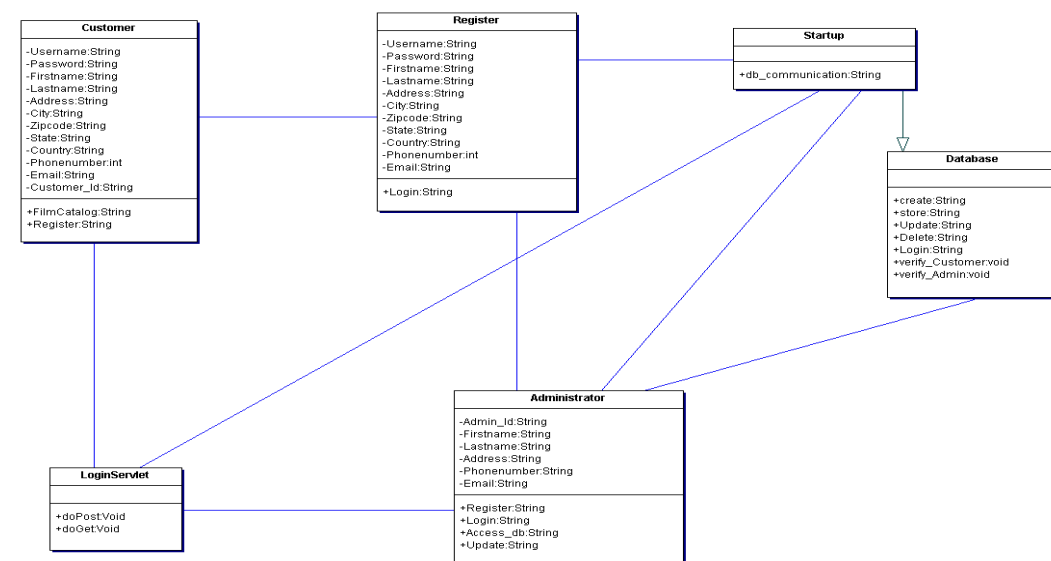 Customer
-Username:String
-Password:String
-Firstname:String
-Lastname:String
-Address:String
-City:String
-Zipcode:String
-State:String
-Country:String
-Phonenumber:int
-Email:String
-Customer_Id:String
+FilmCatalog:String
+Register:String
Register
-Username:String
-Password:String
-Firstname:String
-Lastname:String
-Address:String
-City:String
-Zipcode:String
-State:String
-Country:String
-Phonenumber:int
-Email:String
+Login:String
Startup
+db_communication:String
Database
+create:String
+store:String
+Update:String
+Delete:String
+Login:String
+verify_Customer:void
+verify_Admin:void
Administrator
-Admin_Id:String
-Firstname:String
-Lastname:String
-Address:String
-Phonenumber:String
-Email:String
+Register:String
+Login:String
+Access_db:String
+Update:String
LoginServlet
+doPost:Void
+doGet:Void